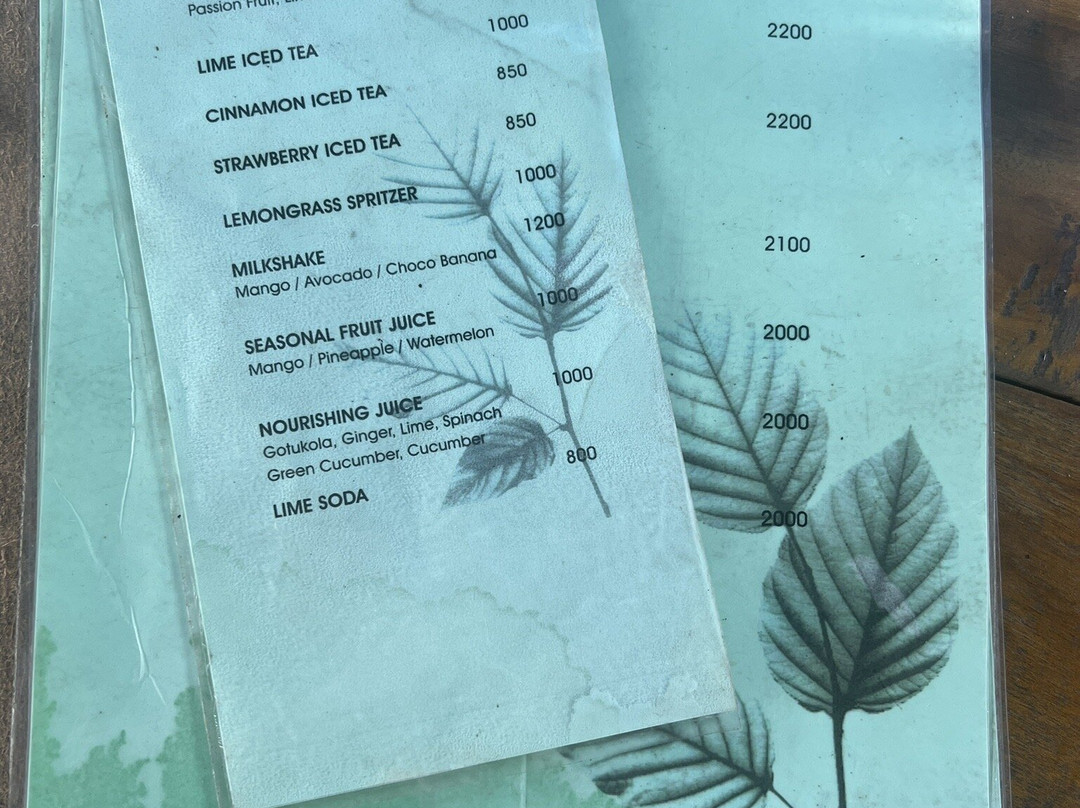 Passion Fruit,
LIME ICED TEA 1000
CINNAMON ICED TEA 850
STRAWBERRY ICED TEA 850
LEMONGRASS SPRITZER 1000
MILKSHAKE 1200
Mango / Avocado / Choco Banana
SEASONAL FRUIT JUICE 1000
Mango / Pineapple / Watermelon
NOURISHING JUICE 1000
Gotukola, Ginger, Lime, Spinach
Green Cucumber, Cucumber
LIME SODA 800
2200
2200
2100
2000
2000
2000